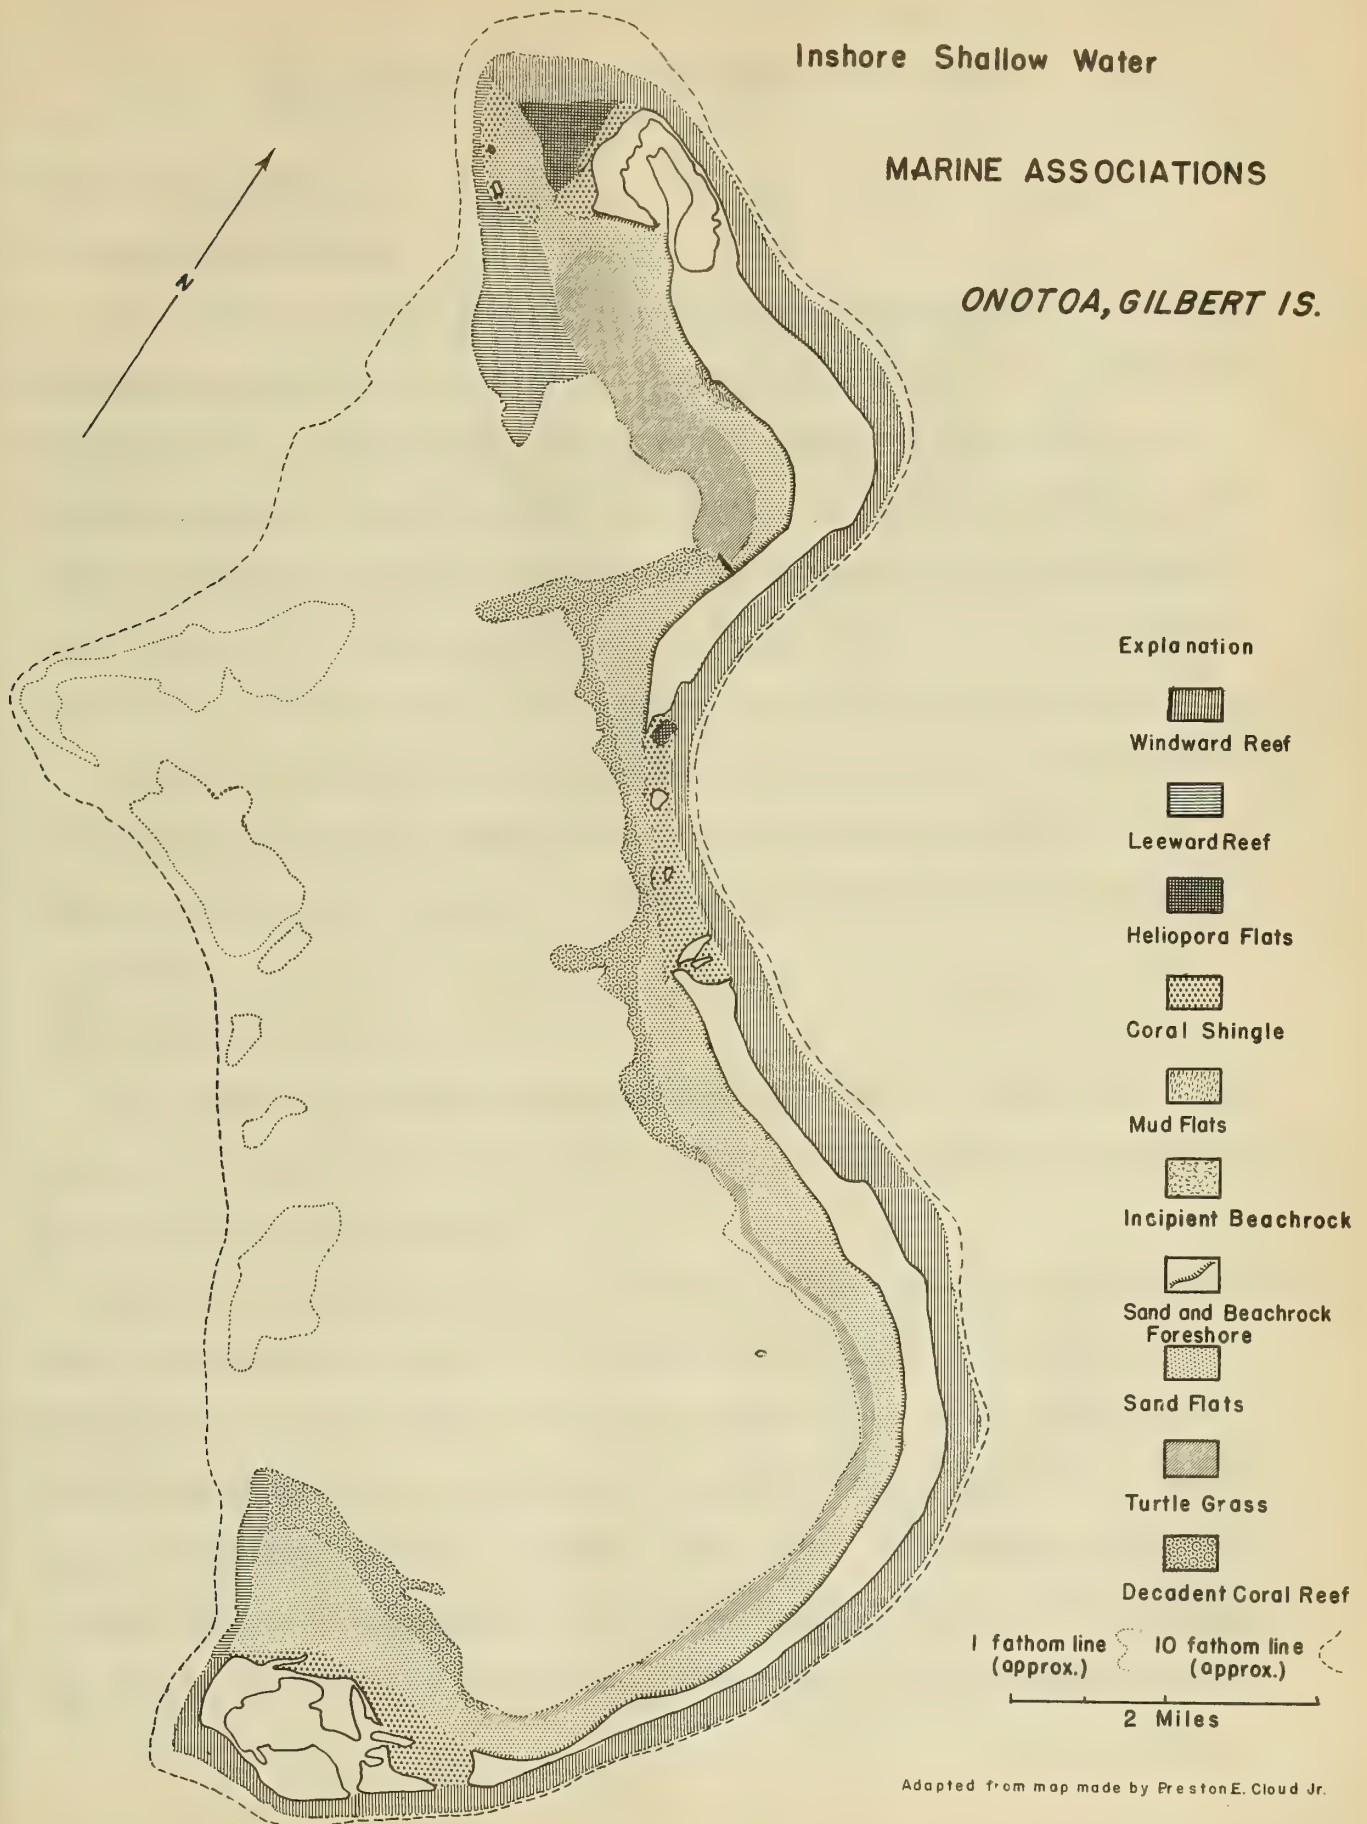 Inshore Shallow Water
MARINE ASSOCIATIONS
ONOTOA, GILBERT IS.
N
Explanation
Windward Reef
Leeward Reef
Heliopora Flats
Coral Shingle
Mud Flats
Incipient Beachrock
Sand and Beachrock
Foreshore
Sand Flats
Turtle Grass
Decadent Coral Reef
1 fathom line
(approx.)
10 fathom line
(approx.)
2 Miles
Adapted from map made by Preston E. Cloud Jr.